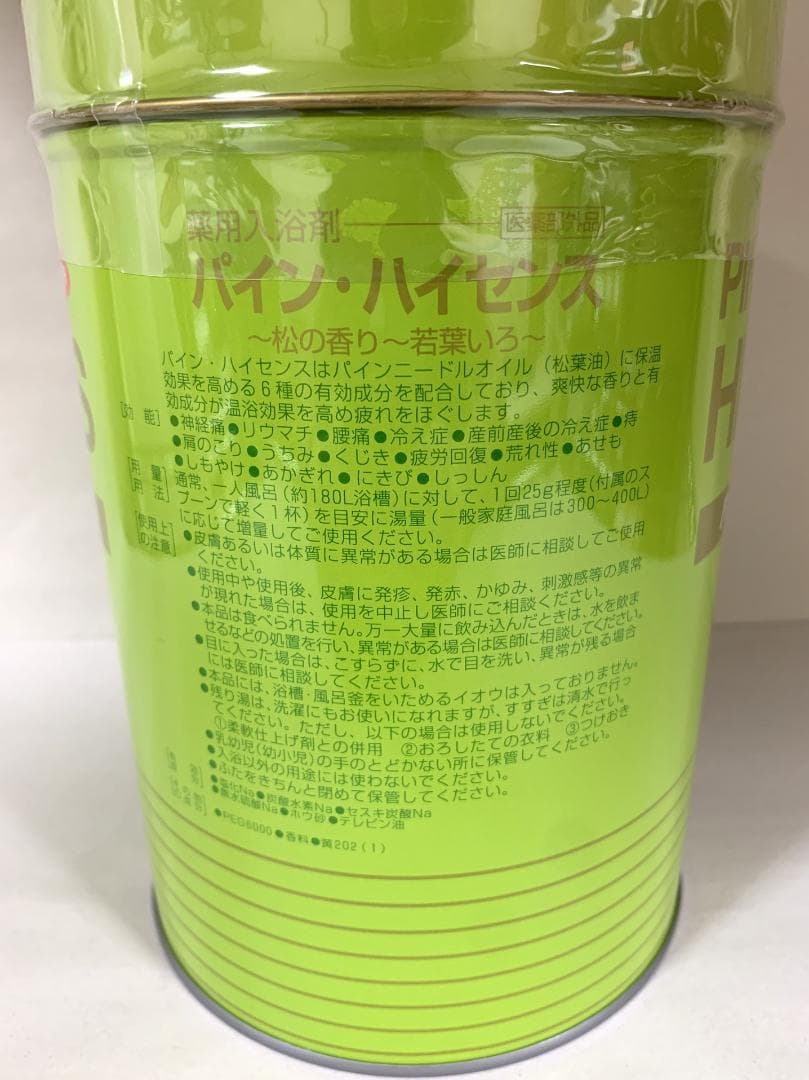 薬用入浴剤 医薬部外品
パイン・ハイセンス
〜松の香り〜若葉いろ〜
パイン・ハイセンスはパインニードルオイル（松葉油）に保温
効果を高める6種の有効成分を配合しており、爽快な香りと有
効成分が温浴効果を高め疲れをほぐします。
[効 能] ●神経痛●リウマチ●腰痛●冷え症●産前産後の冷え症●痔
●肩のこり●うちみ●くじき●疲労回復●荒れ性●あせも
●しもやけ●あかぎれ●にきび●しっしん
[用 量 用 法] 通常、一人風呂（約180L浴槽）に対して、1回25g程度（付属のス
プーンで軽く1杯）を目安に湯量（一般家庭風呂は300〜400L）
に応じて増量してご使用ください。
[使用上の注意] ●皮膚あるいは体質に異常がある場合は医師に相談してご使用
ください。
●使用中や使用後、皮膚に発疹、発赤、かゆみ、刺激感等の異常
が現れた場合は、使用を中止し医師にご相談ください。
●本品は食べられません。万一大量に飲み込んだときは、水を飲ま
せるなどの処置を行い、異常がある場合は医師に相談してください。
●目に入った場合は、こすらずに、水で目を洗い、異常が残る場合
には医師に相談してください。
●本品には、浴槽・風呂釜をいためるイオウは入っておりません。
●残り湯は、洗濯にもお使いになれますが、すすぎは清水で行っ
てください。ただし、以下の場合は使用しないでください。
①柔軟仕上げ剤との併用 ②おろしたての衣料 ③つけおき
●乳幼児（幼小児）の手のとどかない所に保管してください。
●入浴以外の用途には使わないでください。
●ふたをきちんと閉めて保管してください。
●塩化Na●炭酸水素Na●セスキ炭酸Na
●無水硫酸Na●ホウ砂●テレビン油
●PEG6000●香料●黄202（1）